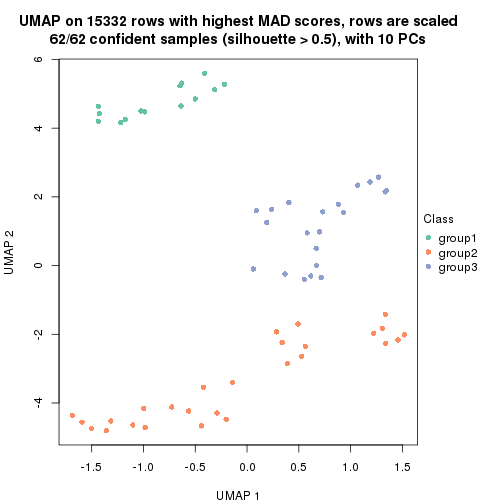 UMAP on 15332 rows with highest MAD scores, rows are scaled
62/62 confident samples (silhouette > 0.5), with 10 PCs
6
4
2
0
-2
-4
UMAP 2
-1.5 -1.0 -0.5 0.0 0.5 1.0 1.5
UMAP 1
Class
group1
group2
group3